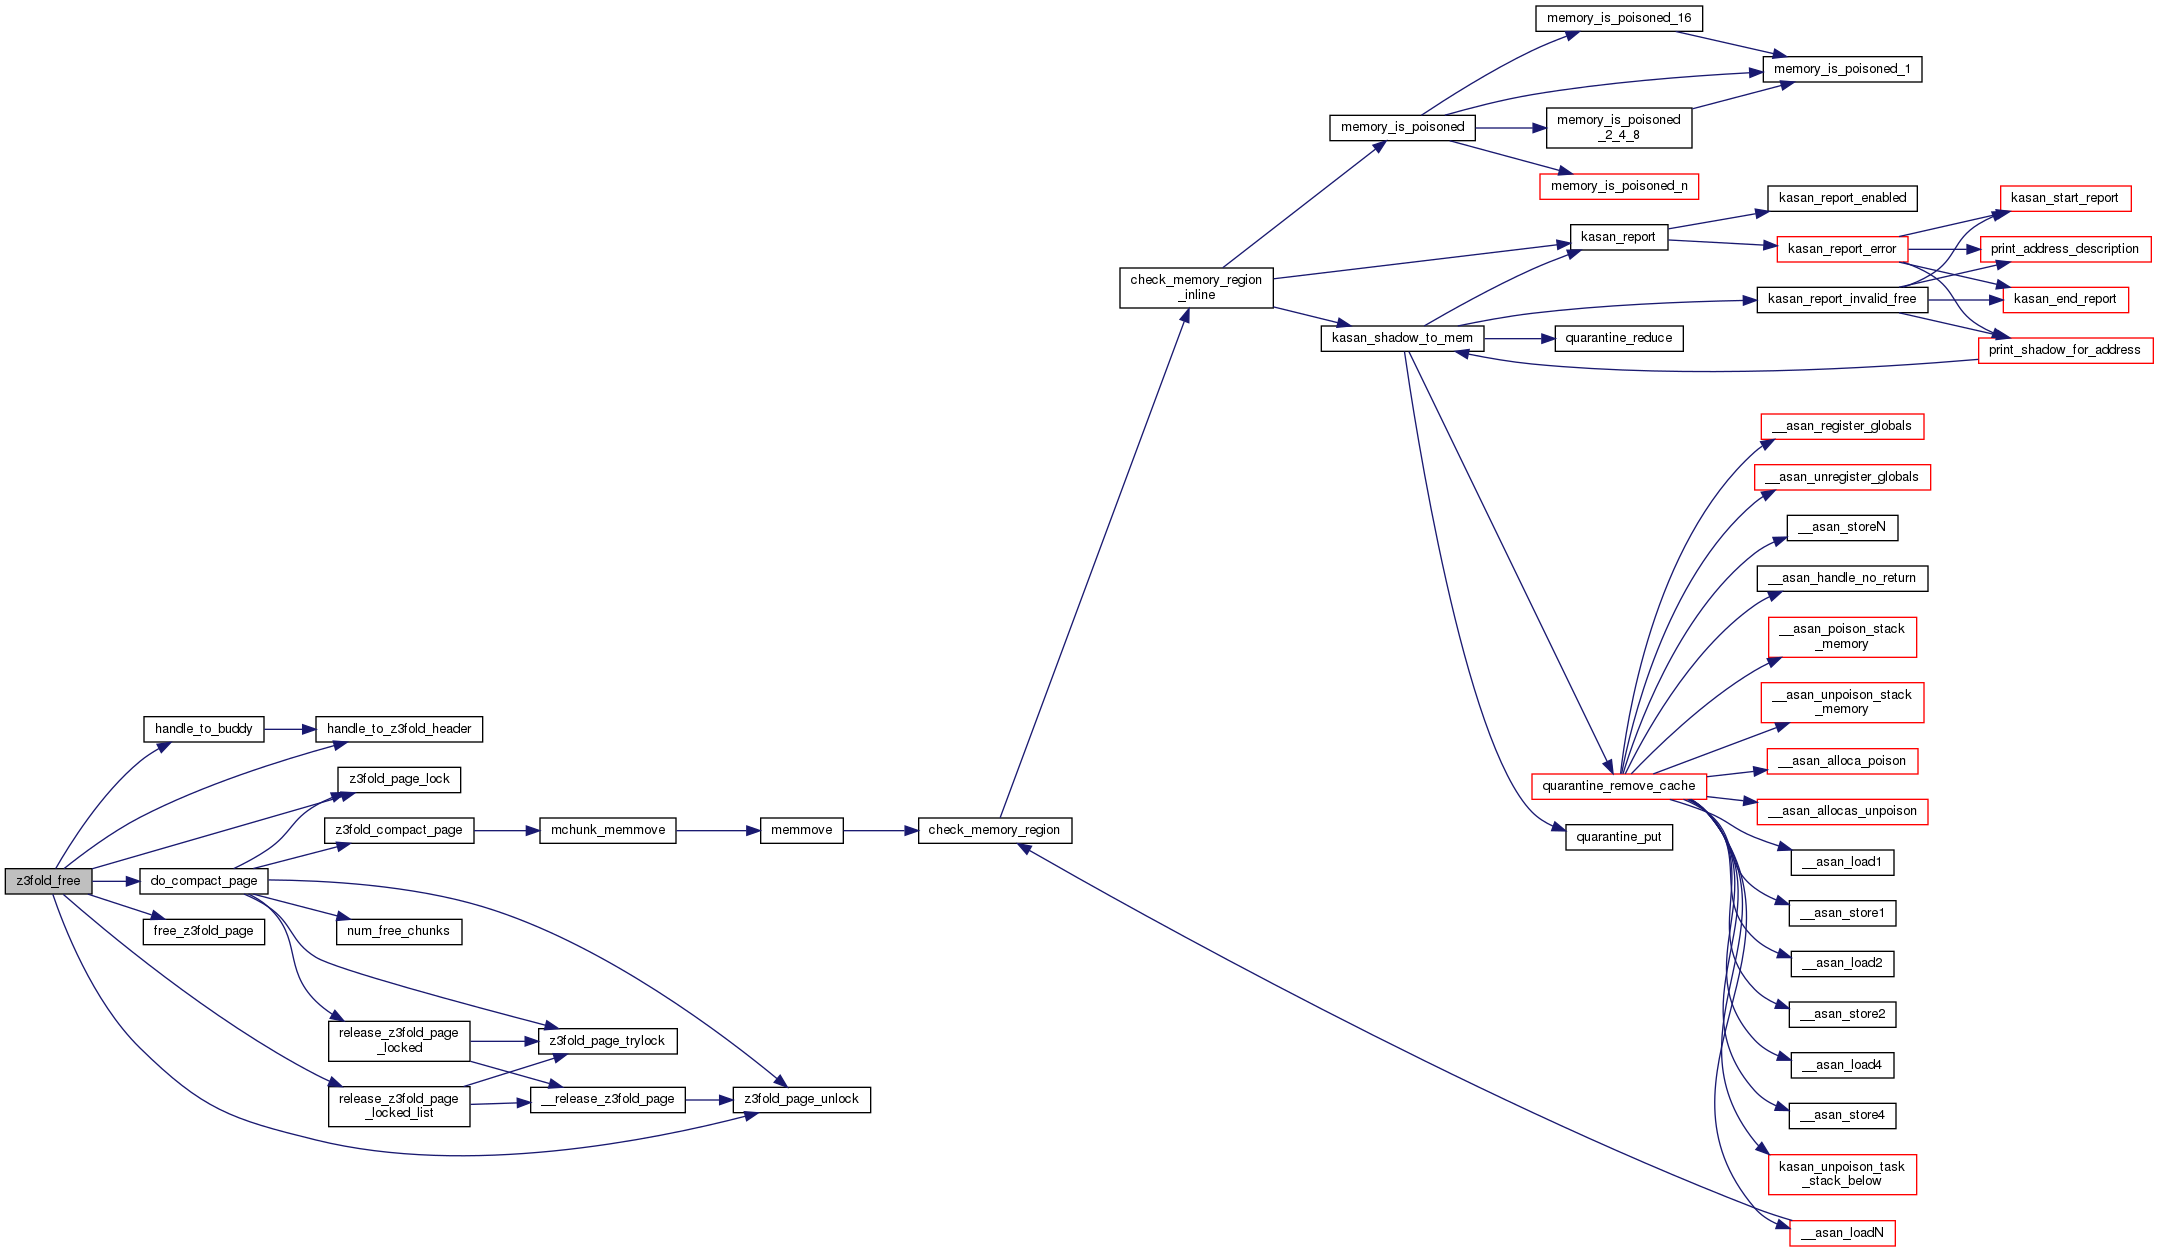 memory_is_poisoned_16
memory_is_poisoned_1
memory_is_poisoned
memory_is_poisoned
_2_4_8
memory_is_poisoned_n
kasan_report_enabled
kasan_start_report
kasan_report
kasan_report_error
print_address_description
check_memory_region
_inline
kasan_report_invalid_free
kasan_end_report
kasan_shadow_to_mem
quarantine_reduce
print_shadow_for_address
__asan_register_globals
__asan_unregister_globals
__asan_storeN
__asan_handle_no_return
__asan_poison_stack
_memory
__asan_unpoison_stack
_memory
handle_to_buddy
handle_to_z3fold_header
__asan_alloca_poison
z3fold_page_lock
quarantine_remove_cache
__asan_allocas_unpoison
z3fold_compact_page
mchunk_memmove
memmove
check_memory_region
quarantine_put
__asan_load1
z3fold_free
do_compact_page
__asan_store1
free_z3fold_page
num_free_chunks
__asan_load2
__asan_store2
release_z3fold_page
_locked
z3fold_page_trylock
__asan_load4
release_z3fold_page
_locked_list
__release_z3fold_page
z3fold_page_unlock
__asan_store4
kasan_unpoison_task
_stack_below
__asan_loadN